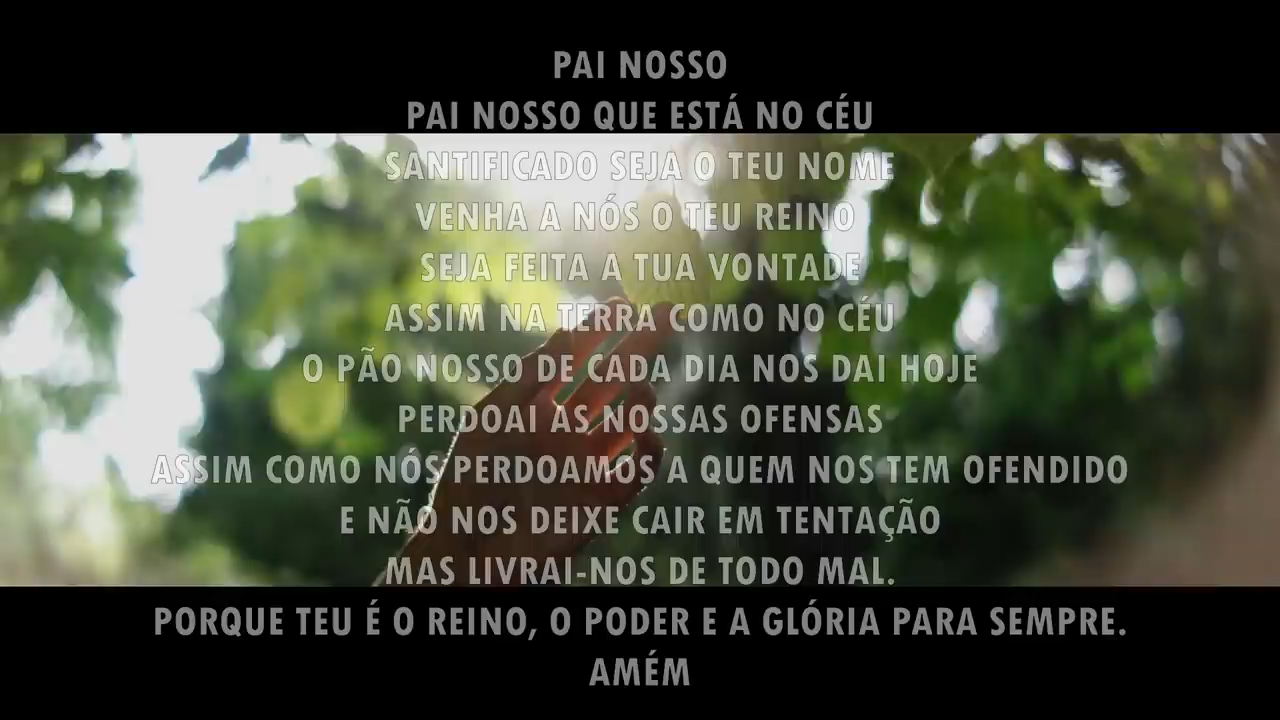 PAI NOSSO
PAI NOSSO QUE ESTÁ NO CÉU
SANTIFICADO SEJA O TEU NOME
VENHA A NÓS O TEU REINO
SEJA FEITA A TUA VONTADE
ASSIM NA TERRA COMO NO CÉU
O PÃO NOSSO DE CADA DIA NOS DAI HOJE
PERDOAI AS NOSSAS OFENSAS
ASSIM COMO NÓS PERDOAMOS A QUEM NOS TEM OFENDIDO
E NÃO NOS DEIXE CAIR EM TENTAÇÃO
MAS LIVRAI-NOS DE TODO MAL.
PORQUE TEU É O REINO, O PODER E A GLÓRIA PARA SEMPRE.
AMÉM